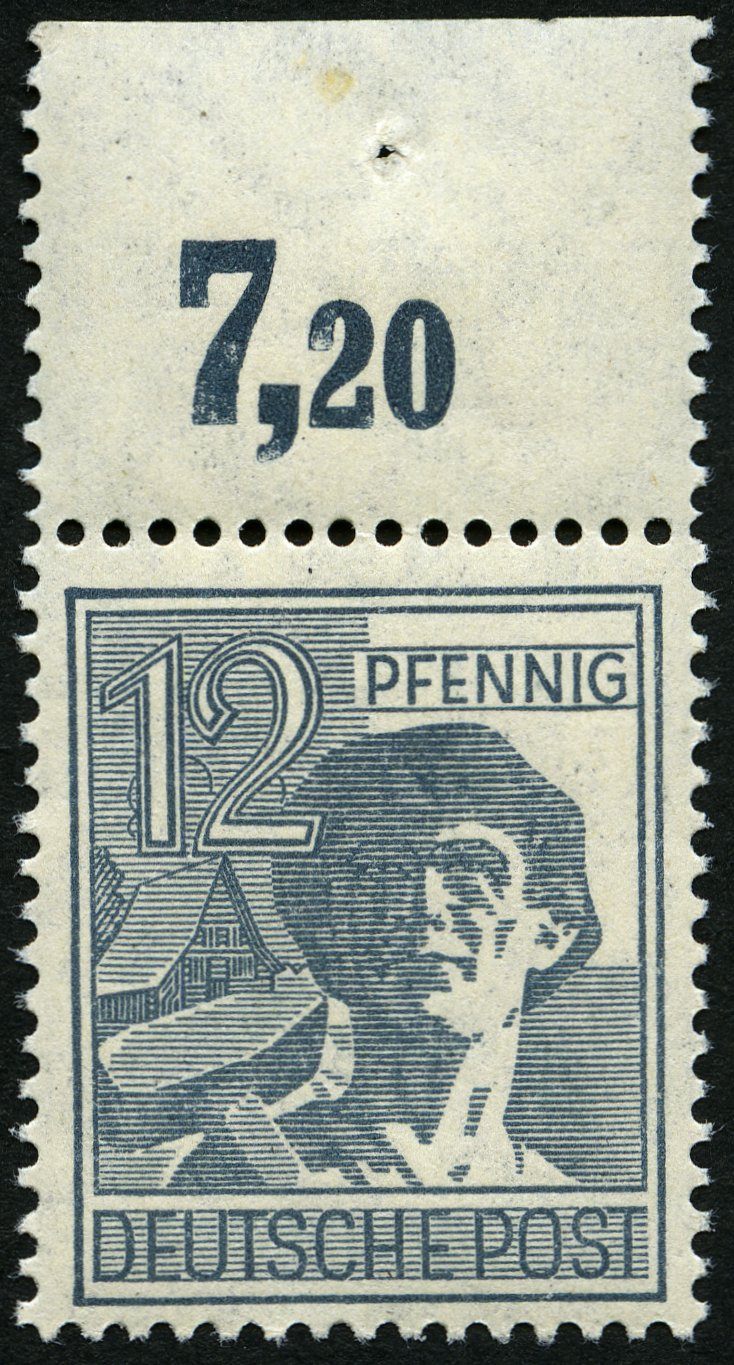 7,20
12
PFENNIG
DEUTSCHE POST